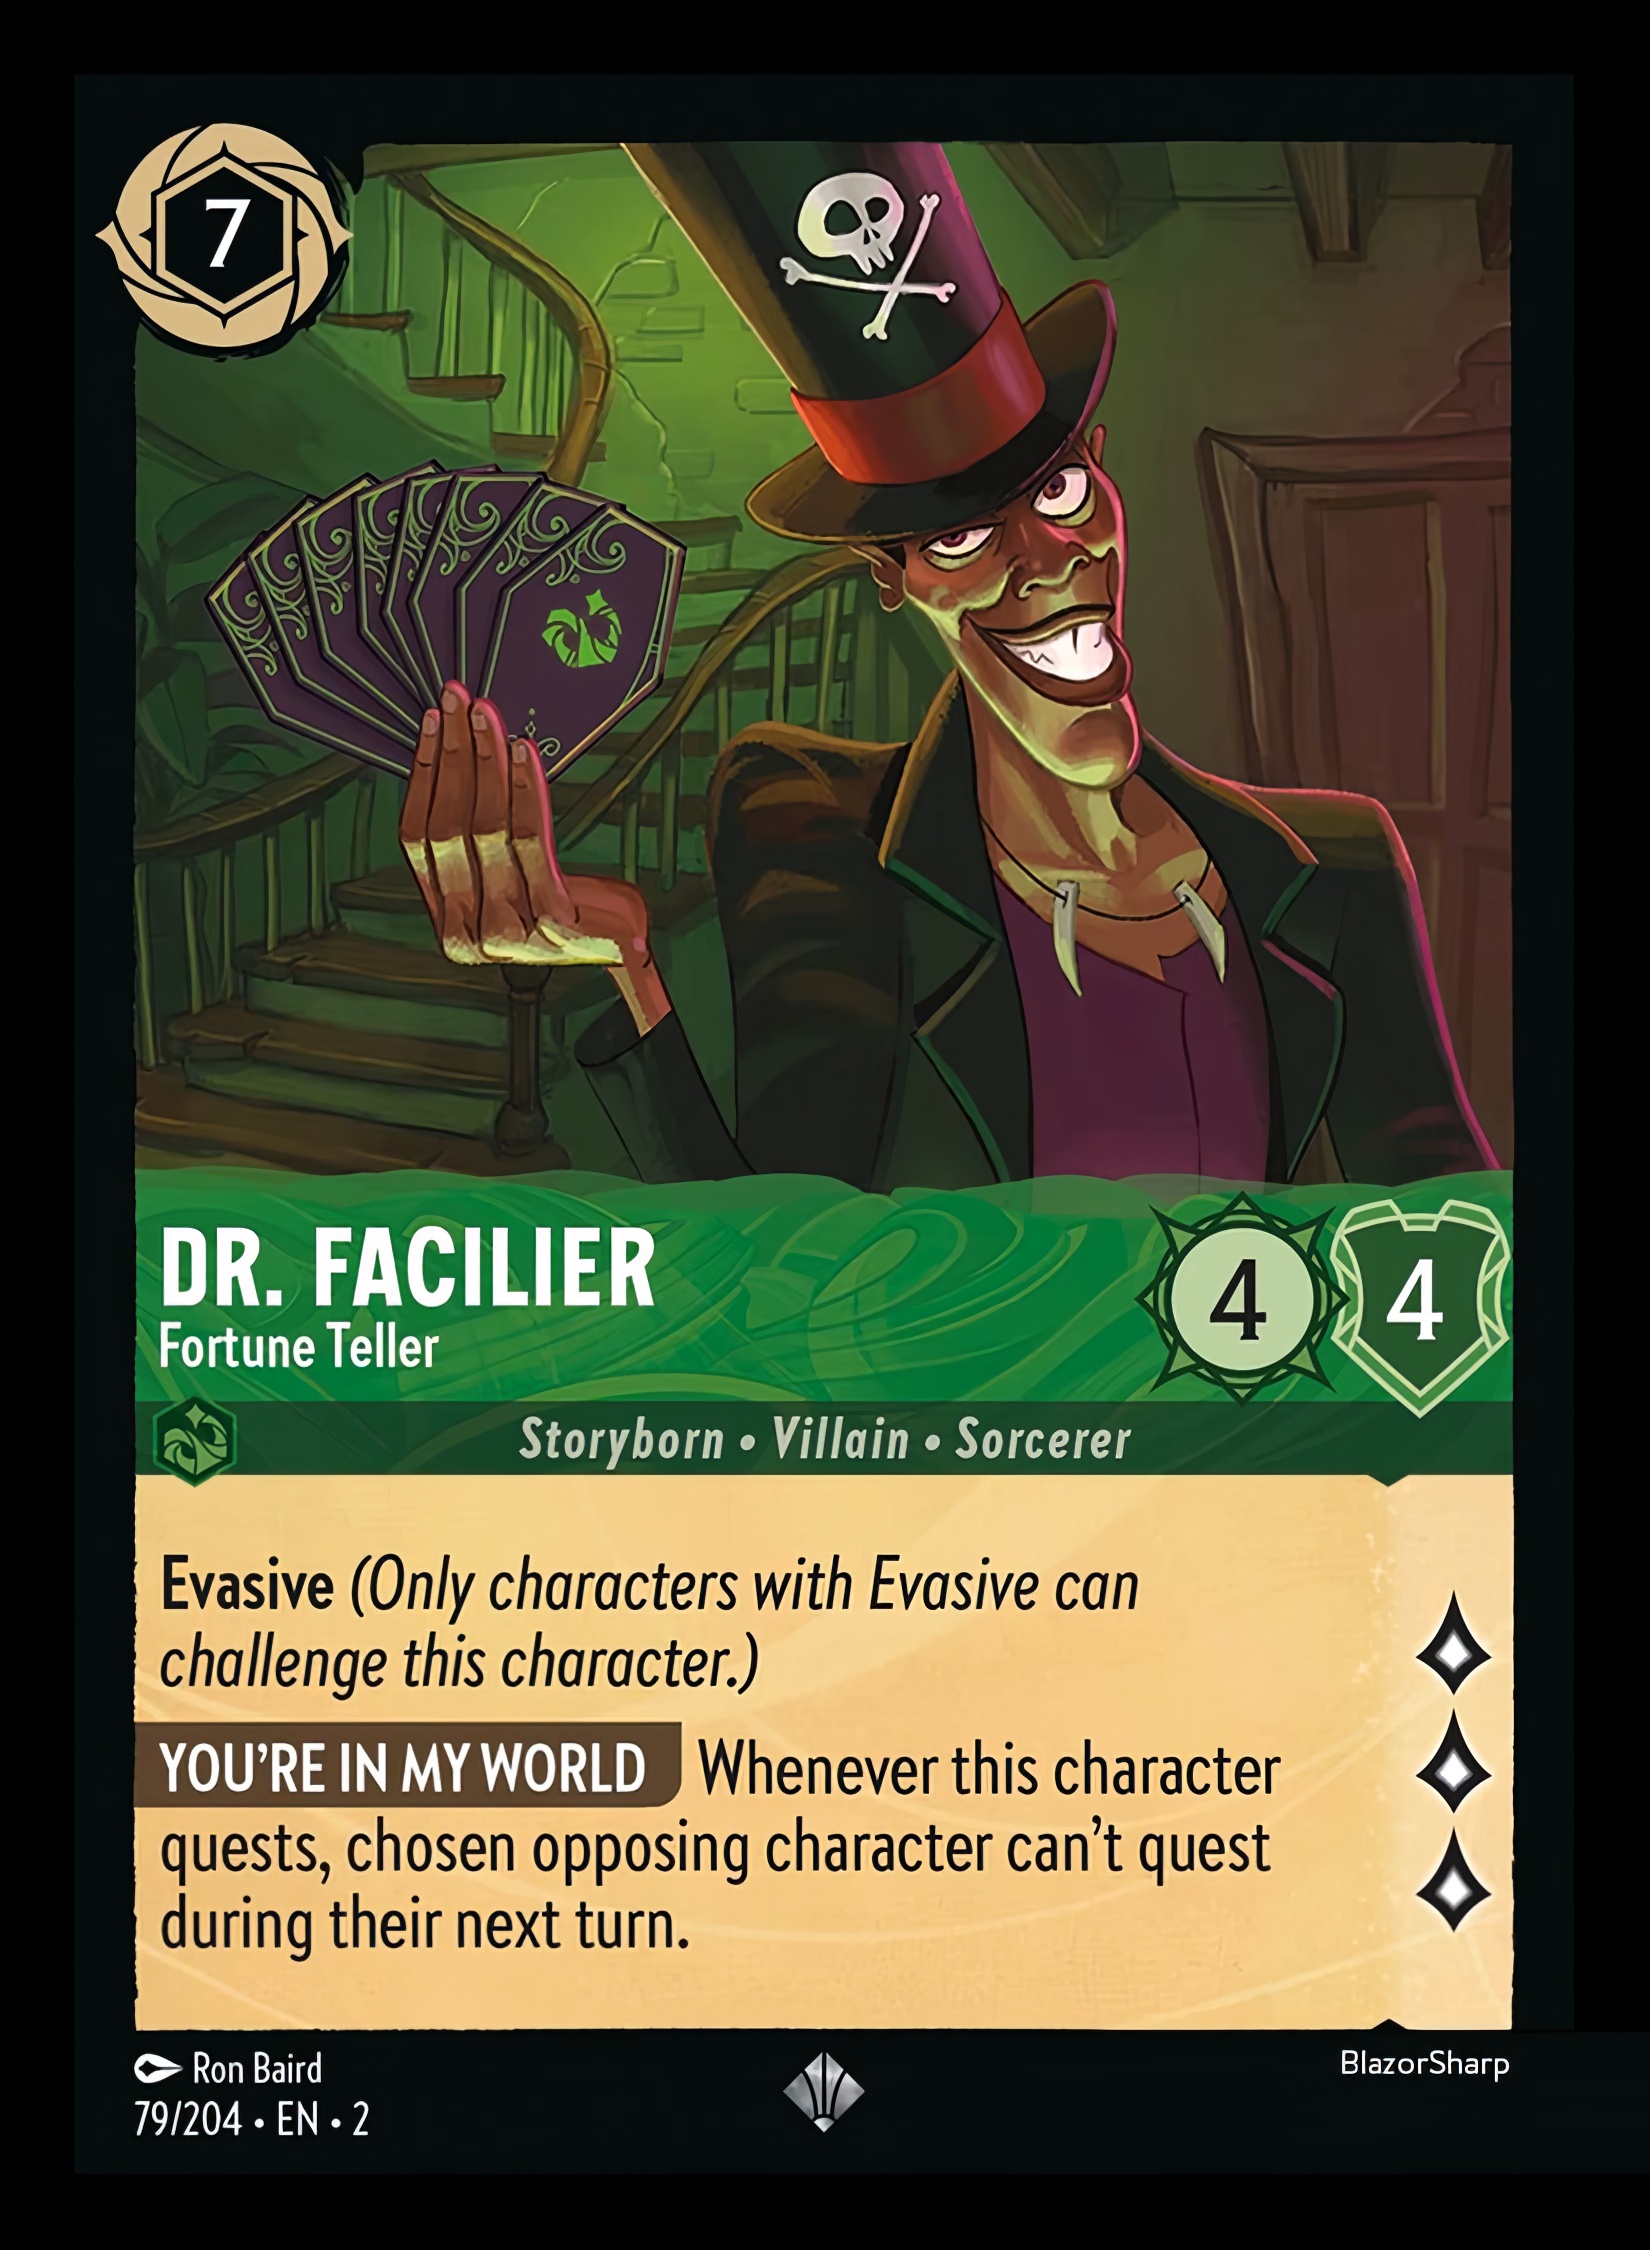 7
DR. FACILIER
Fortune Teller
4
4
Storyborn • Villain • Sorcerer
Evasive (Only characters with Evasive can
challenge this character.)
YOU'RE IN MY WORLD Whenever this character
quests, chosen opposing character can't quest
during their next turn.
Ron Baird
BlazorSharp
79/204 • EN • 2